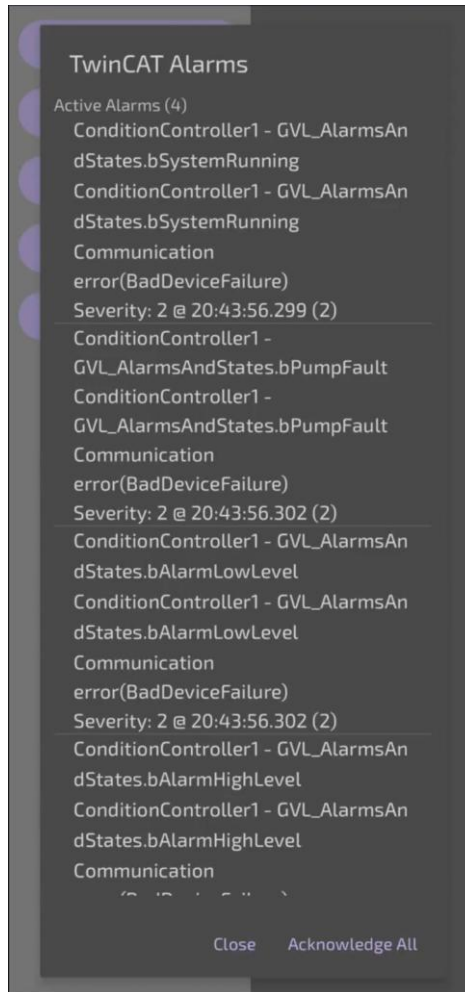 TwinCAT Alarms
Active Alarms (4)
ConditionController1 - GVL_AlarmsAn
dStates.bSystemRunning
ConditionController1 - GVL_AlarmsAn
dStates.bSystemRunning
Communication
error(BadDeviceFailure)
Severity: 2 @ 20:43:56.299 (2)
ConditionController1 -
GVL_AlarmsAndStates.bPumpFault
ConditionController1 -
GVL_AlarmsAndStates.bPumpFault
Communication
error(BadDeviceFailure)
Severity: 2 @ 20:43:56.302 (2)
ConditionController1 - GVL_AlarmsAn
dStates.bAlarmLowLevel
ConditionController1 - GVL_AlarmsAn
dStates.bAlarmLowLevel
Communication
error(BadDeviceFailure)
Severity: 2 @ 20:43:56.302 (2)
ConditionController1 - GVL_AlarmsAn
dStates.bAlarmHighLevel
ConditionController1 - GVL_AlarmsAn
dStates.bAlarmHighLevel
Communication
Close Acknowledge All